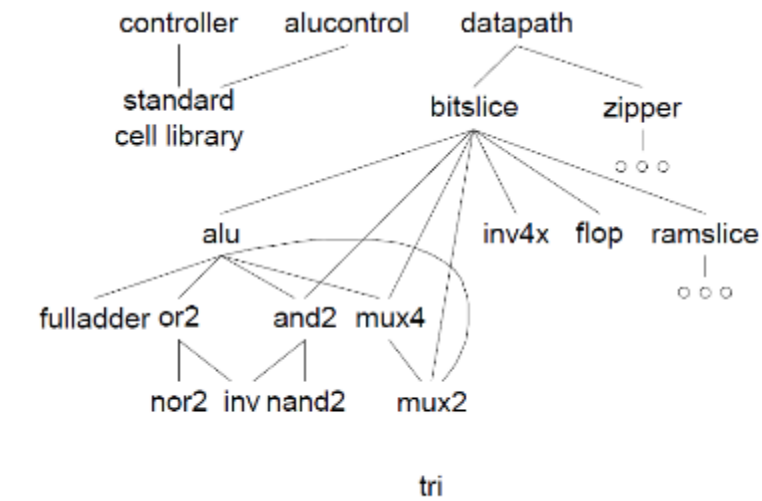 controller alucontrol datapath
standard
cell library
bitslice zipper
alu inv4x flop ramslice
fulladder or2 and2 mux4
nor2 inv nand2 mux2
tri